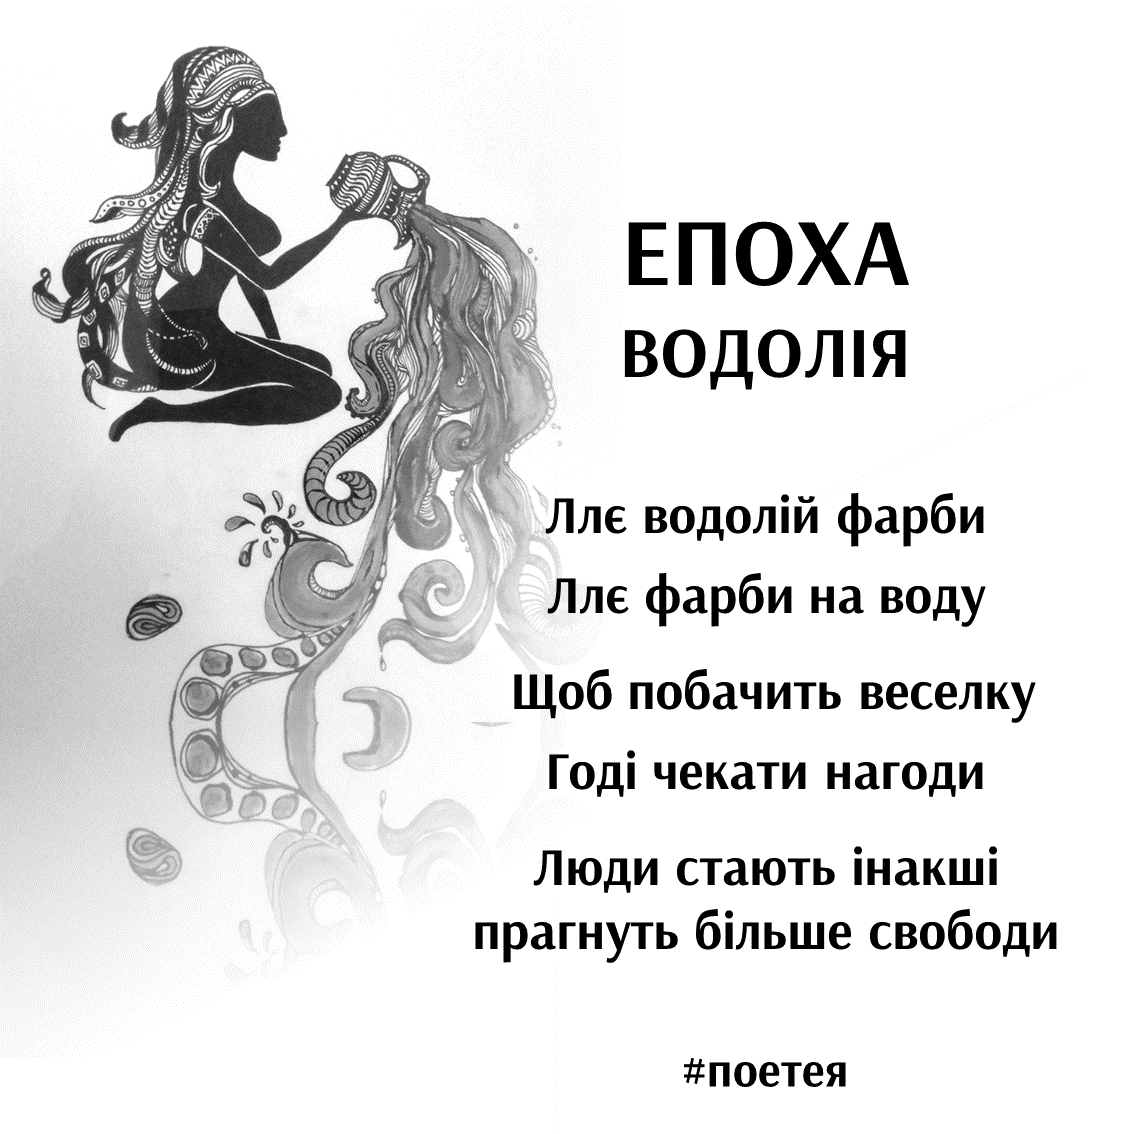 ЕПОХА
ВОДОЛІЯ
Ллє водолій фарби
Ллє фарби на воду
Щоб побачить веселку
Годі чекати нагоди
Люди стають інакші
прагнуть більше свободи
#поетея